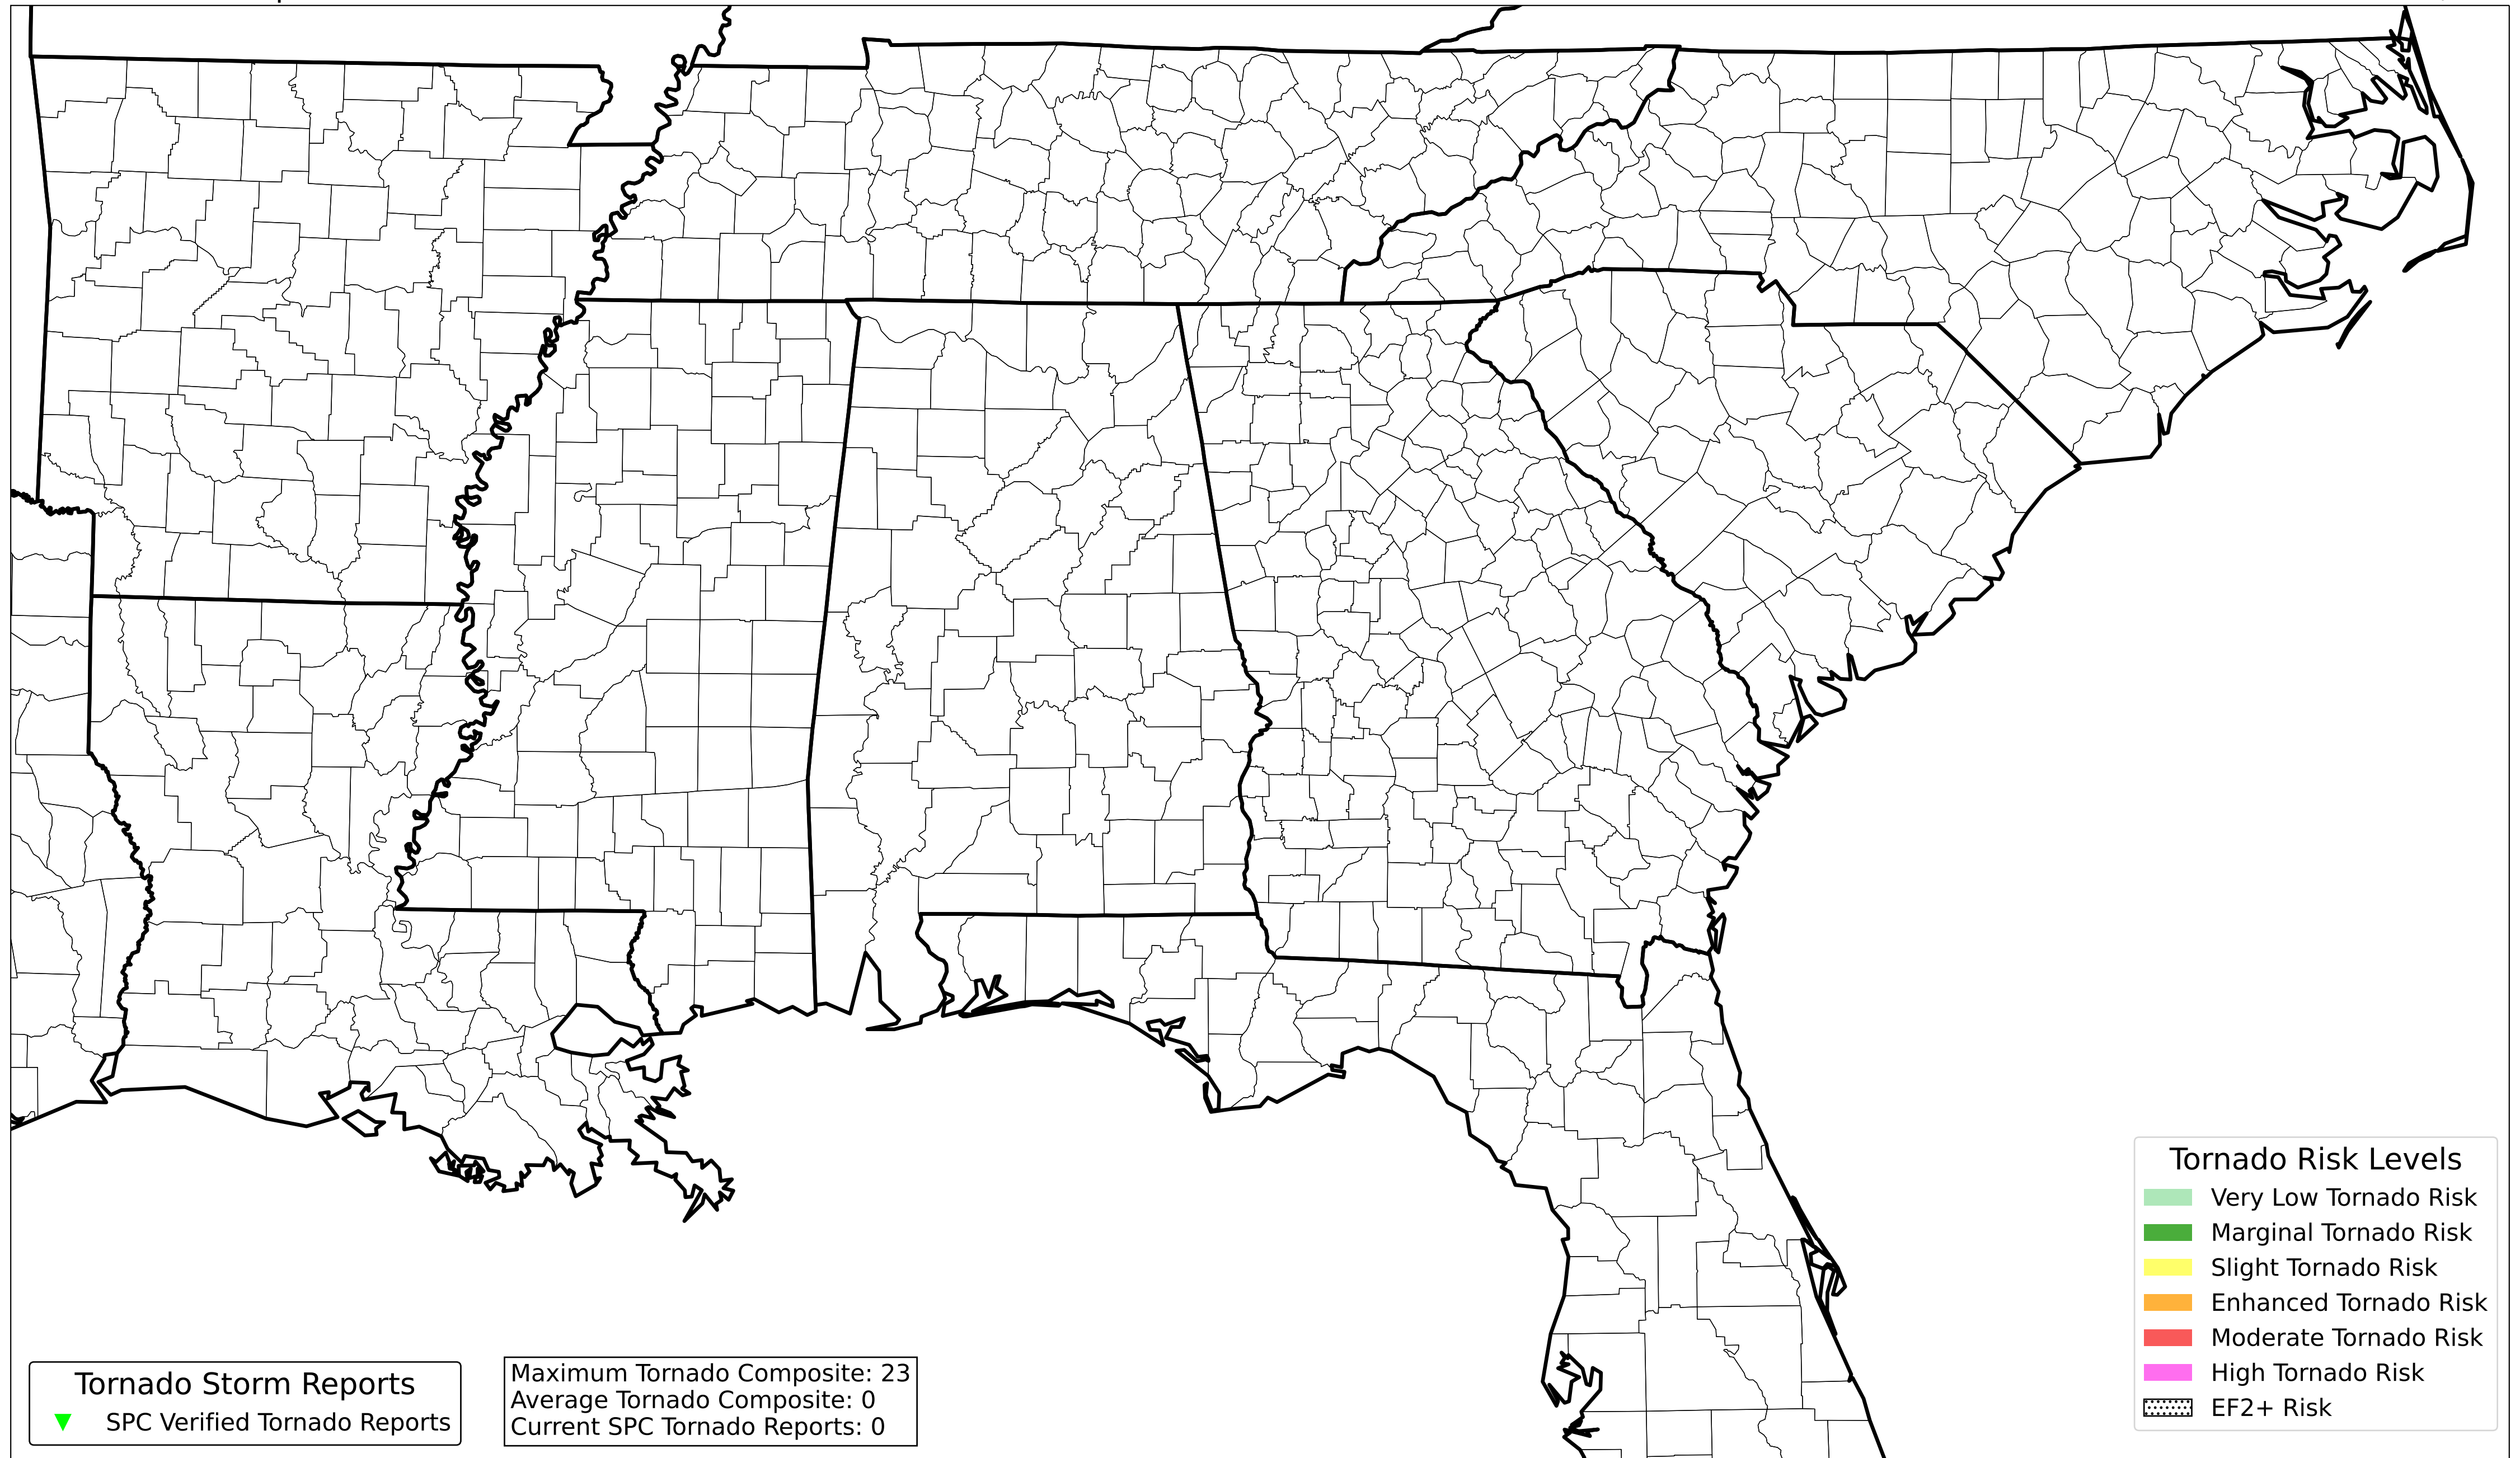 Tornado Risk Levels
Very Low Tornado Risk
Marginal Tornado Risk
Slight Tornado Risk
Enhanced Tornado Risk
Moderate Tornado Risk
High Tornado Risk
EF2+ Risk
Tornado Storm Reports
SPC Verified Tornado Reports
Maximum Tornado Composite: 23
Average Tornado Composite: 0
Current SPC Tornado Reports: 0